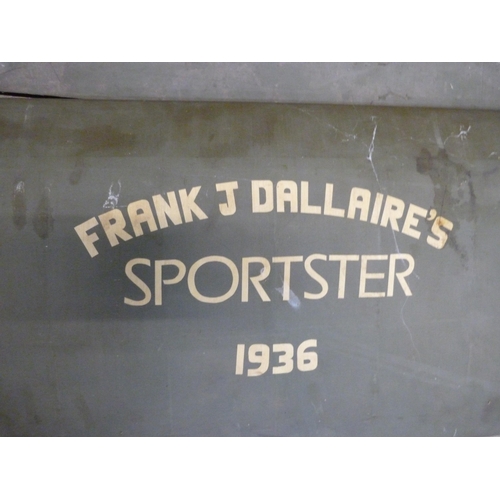 FRANK J DALLAIRE'S
SPORTSTER
1936